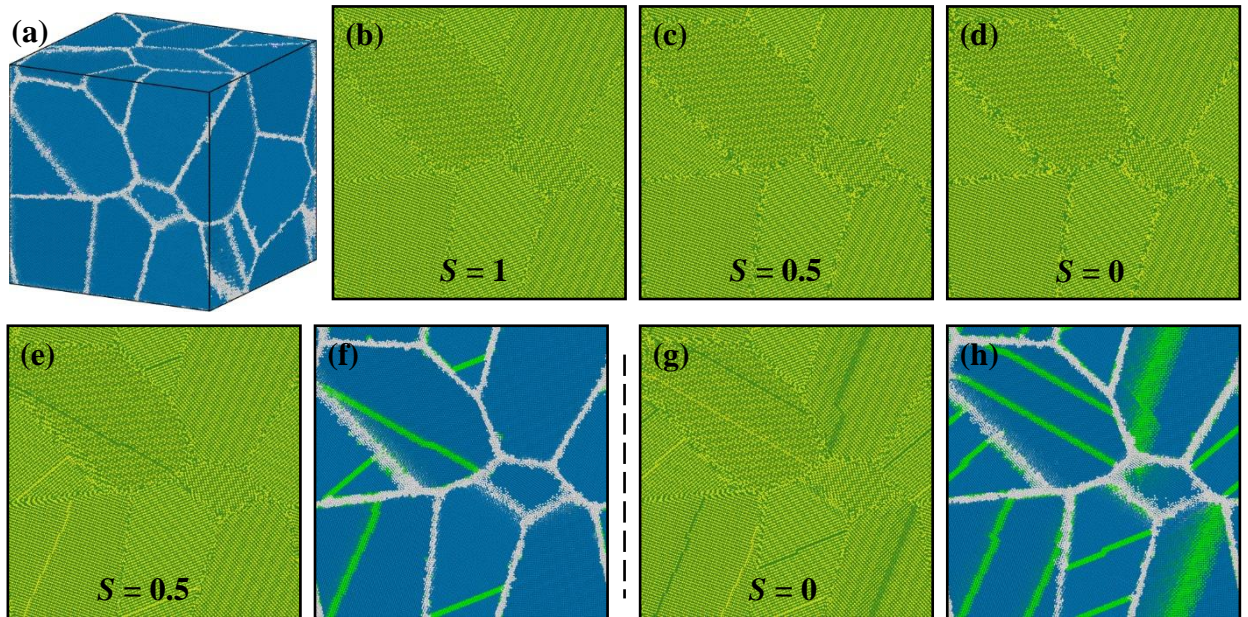 (a)
(b)
(c)
(d)
S = 1
S = 0.5
S = 0
(e)
(f)
(g)
(h)
S = 0.5
S = 0